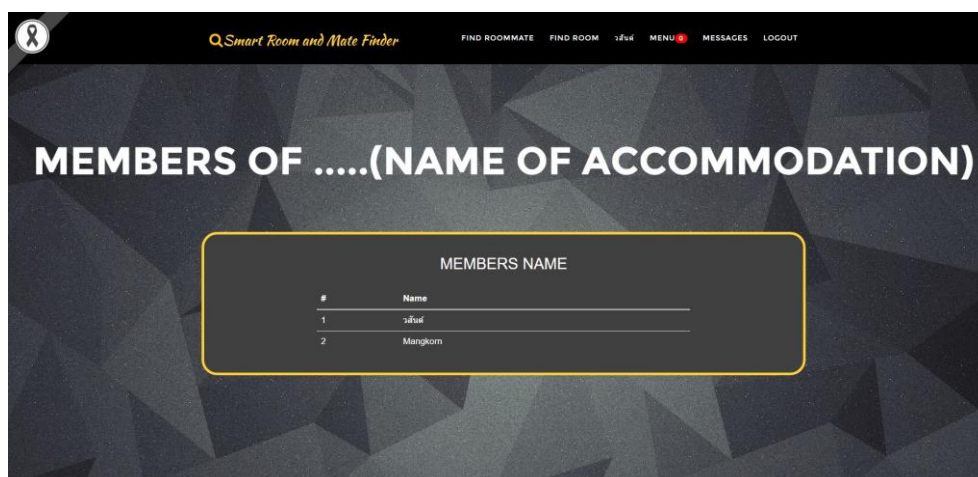 Smart Room and Mate Finder FIND ROOMMATE FIND ROOM วสันต์ MENU 0 MESSAGES LOGOUT
MEMBERS OF .....(NAME OF ACCOMMODATION)
MEMBERS NAME
# Name
1 วสันต์
2 Mangkorn